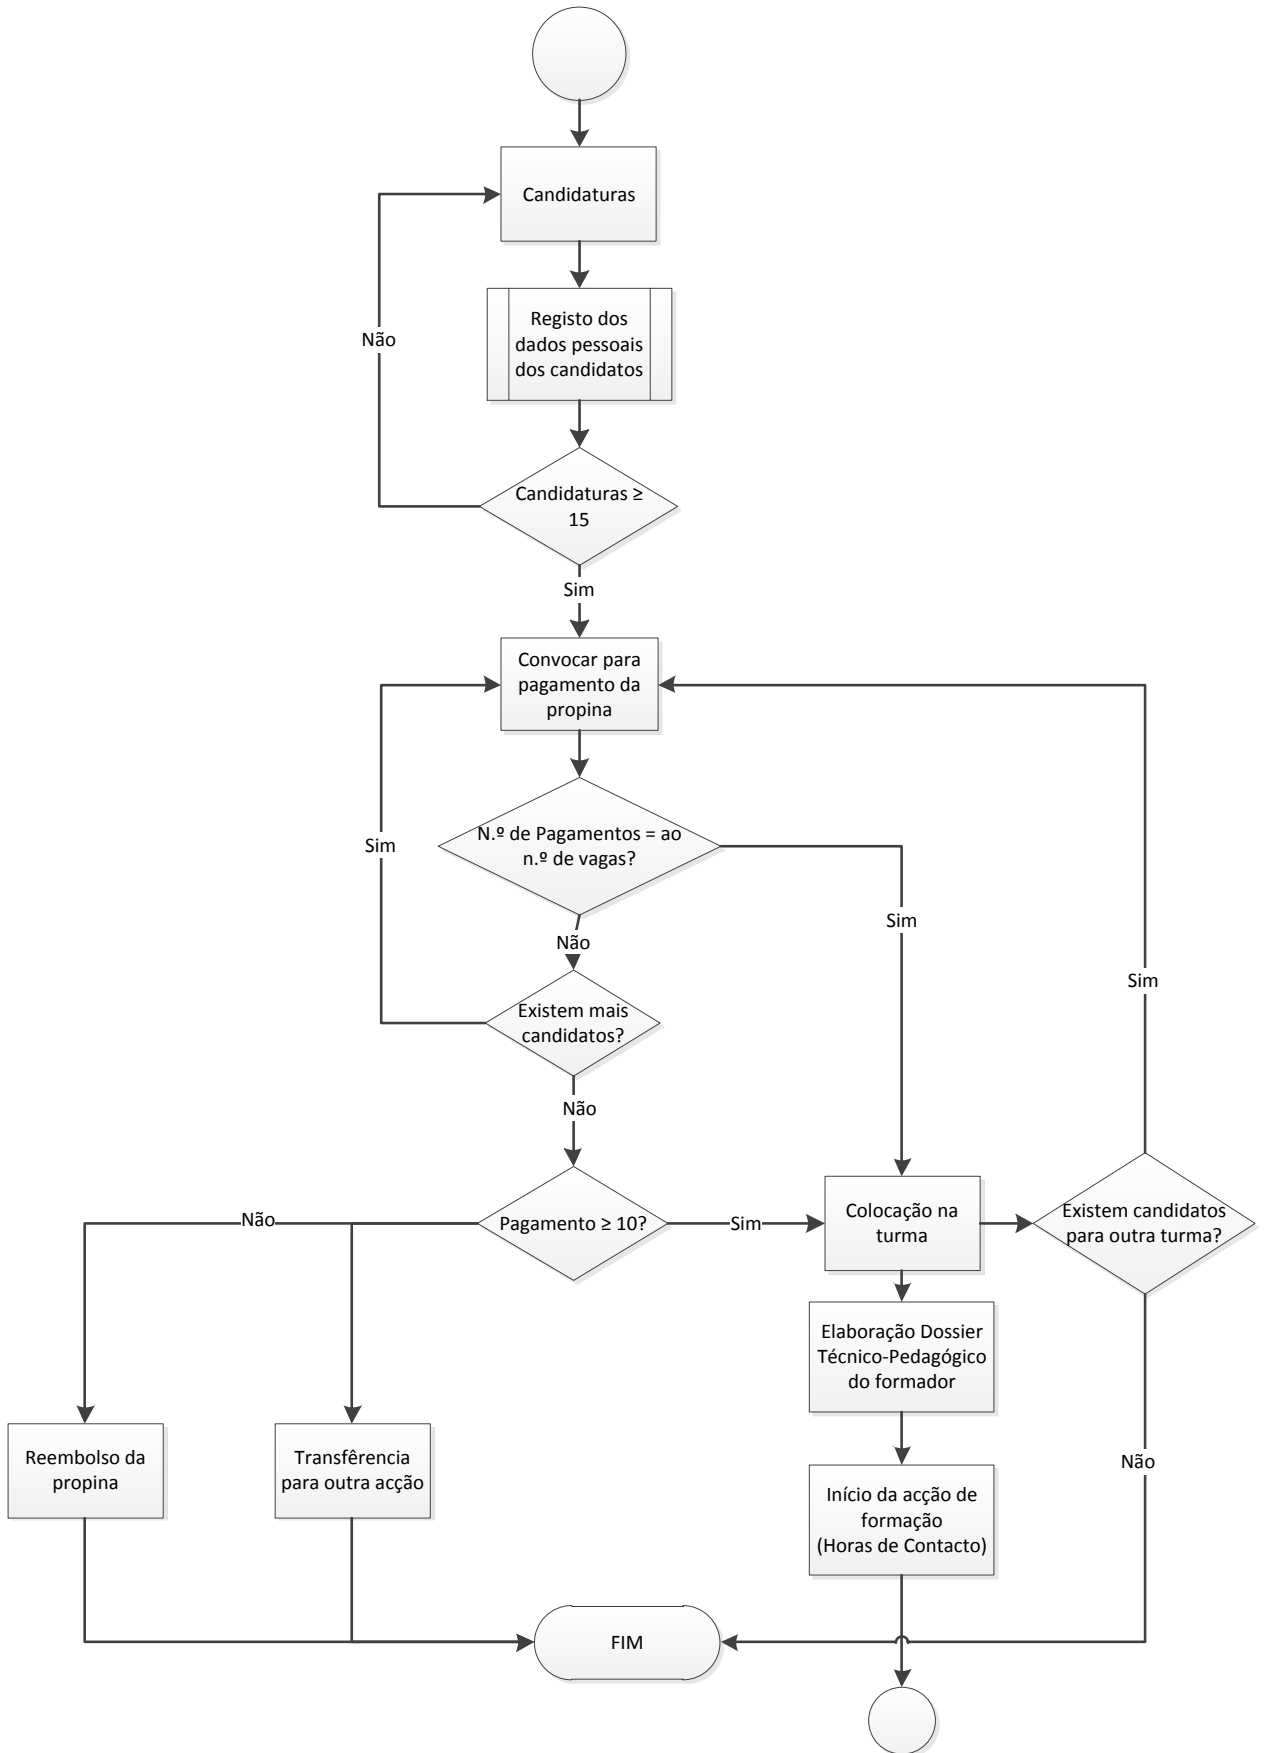 Candidaturas
Não
Registo dos
dados pessoais
dos candidatos
Candidaturas ≥
15
Sim
Convocar para
pagamento da
propina
N.º de Pagamentos = ao
n.º de vagas?
Sim
Sim
Não
Existem mais
candidatos?
Sim
Não
Pagamento ≥ 10?
Não
Sim
Colocação na
turma
Existem candidatos
para outra turma?
Elaboração Dossier
Técnico-Pedagógico
do formador
Reembolso da
propina
Transfêrencia
para outra acção
Não
Início da acção de
formação
(Horas de Contacto)
FIM